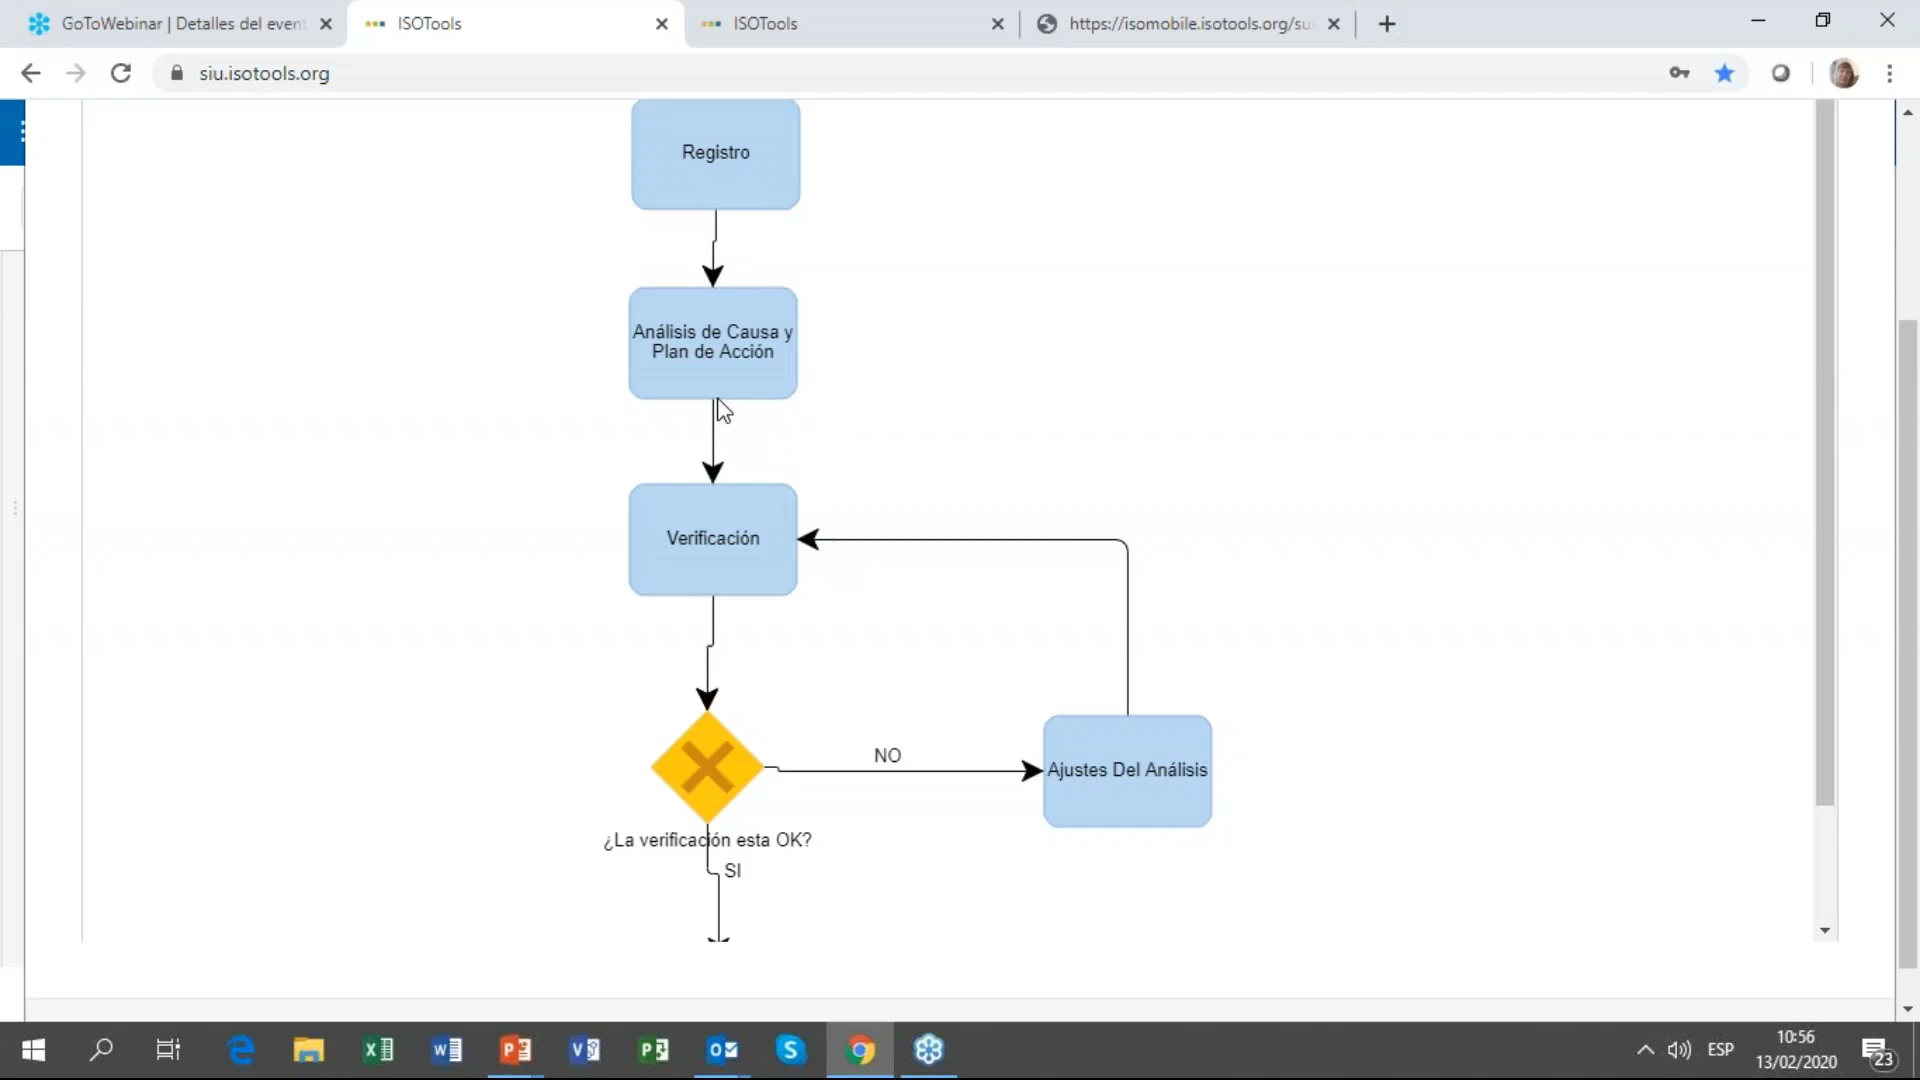 GoToWebinar | Detalles del event
ISOTools
ISOTools
https://isomobile.isotools.org/su
siu.isotools.org
Registro
Análisis de Causa y
Plan de Acción
Verificación
NO
Ajustes Del Análisis
¿La verificación esta OK?
SI
ESP
10:56
13/02/2020
23